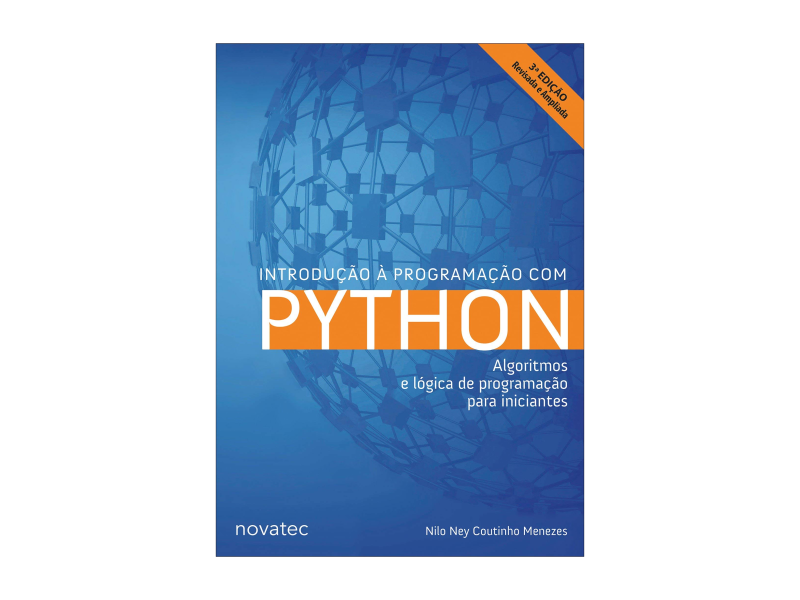 3ª EDIÇÃO
Revisada e Ampliada
INTRODUÇÃO À PROGRAMAÇÃO COM
PYTHON
Algoritmos
e lógica de programação
para iniciantes
novatec
Nilo Ney Coutinho Menezes